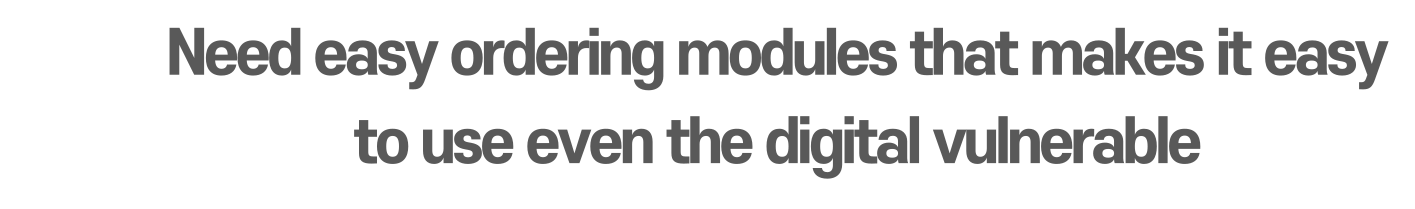 Need easy ordering modules that makes it easy
to use even the digital vulnerable